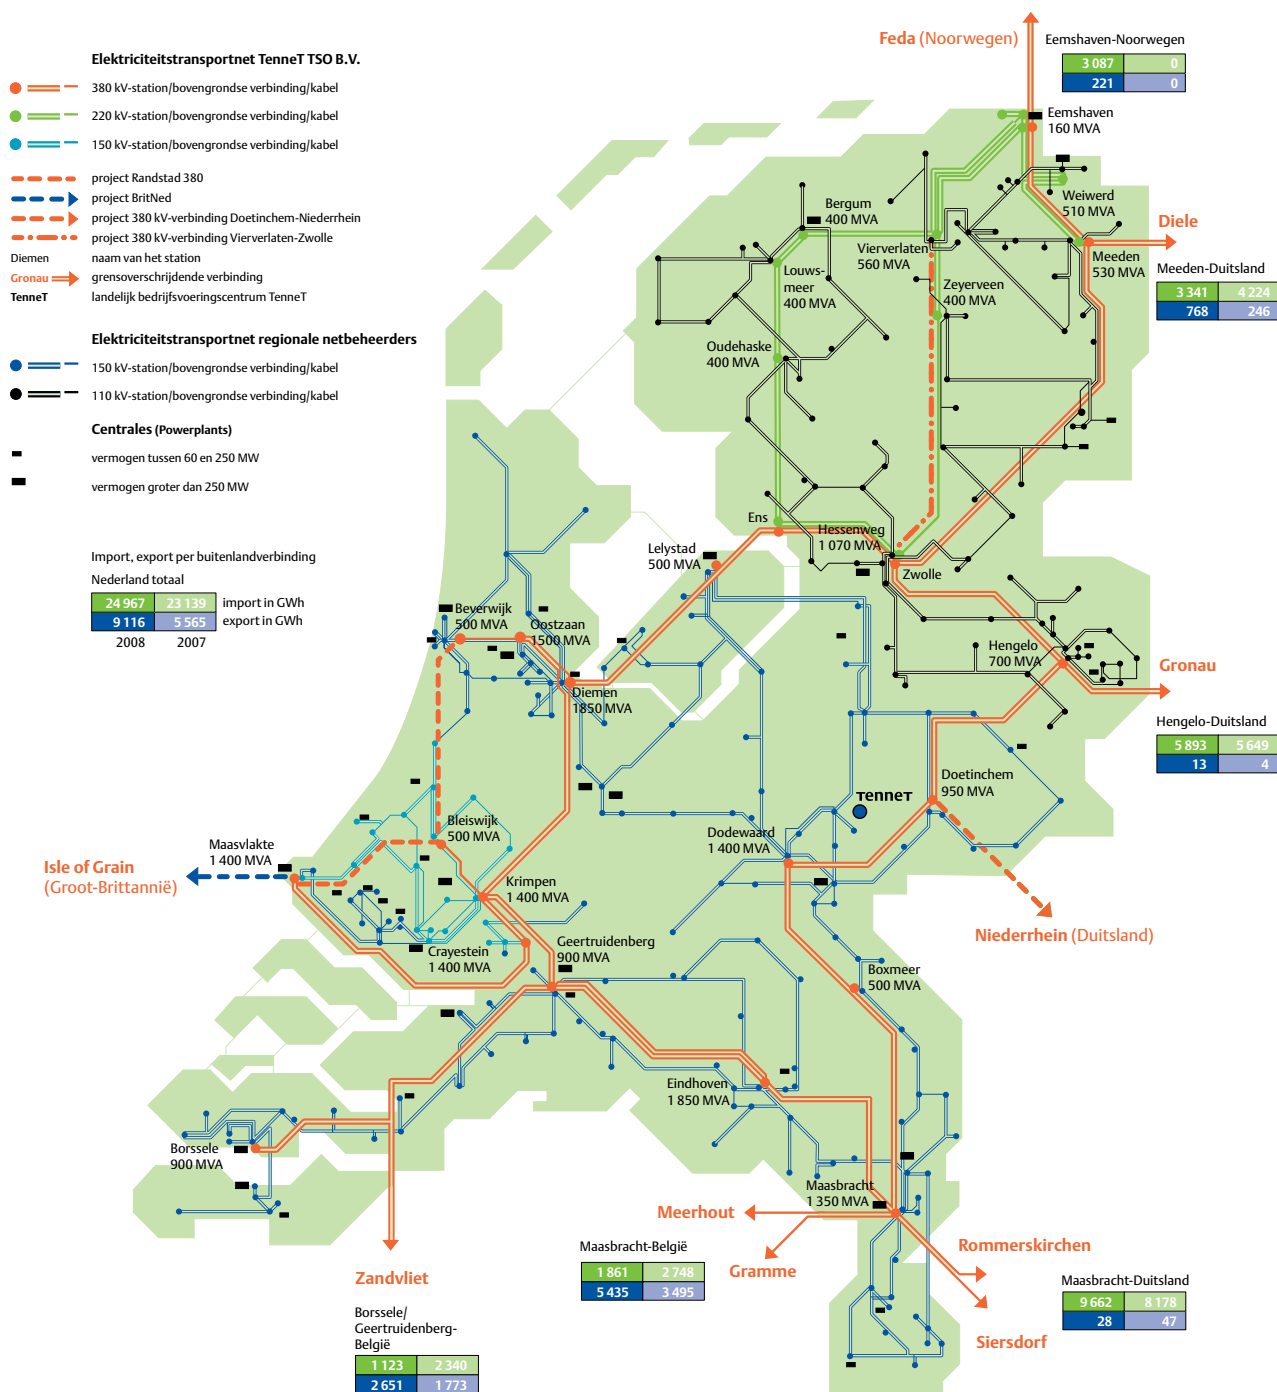 Elektriciteitstransportnet TenneT TSO B.V.
380 kV-station/bovengrondse verbinding/kabel
220 kV-station/bovengrondse verbinding/kabel
150 kV-station/bovengrondse verbinding/kabel
project Randstad 380
project BritNed
project 380 kV-verbinding Doetinchem-Niederrhein
project 380 kV-verbinding Vierverlaten-Zwolle
Diemen naam van het station
Gronau grensoverschrijdende verbinding
TenneT landelijk bedrijfsvoeringscentrum TenneT
Elektriciteitstransportnet regionale netbeheerders
150 kV-station/bovengrondse verbinding/kabel
110 kV-station/bovengrondse verbinding/kabel
Centrales (Powerplants)
vermogen tussen 60 en 250 MW
vermogen groter dan 250 MW
Import, export per buitenlandverbinding
Nederland totaal
24 967 23 139 import in GWh
9 116 5 565 export in GWh
2008 2007
Feda (Noorwegen)
Eemshaven-Noorwegen
3 087 0
221 0
Eemshaven
160 MVA
Weiwerd
510 MVA
Diele
Meeden
530 MVA
Meeden-Duitsland
3 341 4 224
768 246
Bergum
400 MVA
Vierverlaten
560 MVA
Louws-
meer
400 MVA
Zeyerveen
400 MVA
Oudehaske
400 MVA
Ens
Hessenweg
1 070 MVA
Zwolle
Lelystad
500 MVA
Beverwijk
500 MVA
Oostzaan
1500 MVA
Diemen
1850 MVA
Hengelo
700 MVA
Gronau
Hengelo-Duitsland
5 893 5 649
13 4
Doetinchem
950 MVA
TenneT
Dodewaard
1 400 MVA
Bleiswijk
500 MVA
Maasvlakte
1 400 MVA
Isle of Grain
(Groot-Brittannië)
Krimpen
1 400 MVA
Crayestein
1 400 MVA
Geertruidenberg
900 MVA
Niederrhein (Duitsland)
Boxmeer
500 MVA
Eindhoven
1 850 MVA
Borssele
900 MVA
Maasbracht
1 350 MVA
Meerhout
Gramme
Rommerskirchen
Siersdorf
Zandvliet
Maasbracht-België
1 861 2 748
5 435 3 495
Maasbracht-Duitsland
9 662 8 178
28 47
Borssele/
Geertruidenberg-
België
1 123 2 340
2 651 1 773